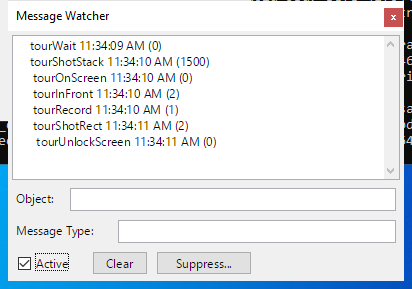 Message Watcher
x
tourWait 11:34:09 AM (0)
tourShotStack 11:34:10 AM (1500)
tourOnScreen 11:34:10 AM (0)
tourInFront 11:34:10 AM (2)
tourRecord 11:34:10 AM (1)
tourShotRect 11:34:11 AM (2)
tourUnlockScreen 11:34:11 AM (0)
Object:
Message Type:
Active
Clear
Suppress...